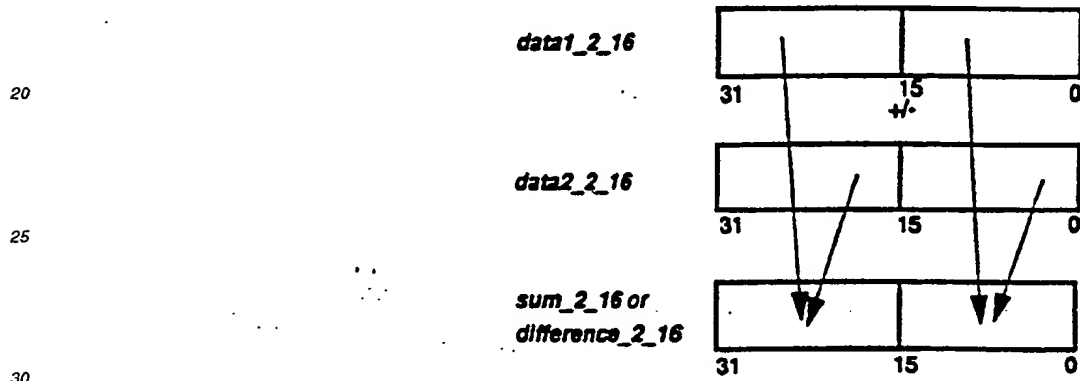 data1_2_16
20
31 15 0
+/-
data2_2_16
25
31 15 0
sum_2_16 or
difference_2_16
31 15 0
30